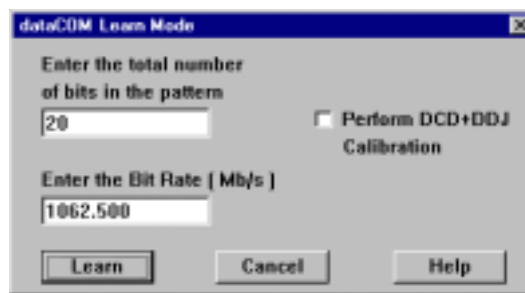 dataCOM Learn Mode
Enter the total number
of bits in the pattern
20
Perform DCD+DDJ
Calibration
Enter the Bit Rate [ Mb/s ]
1062.500
Learn
Cancel
Help